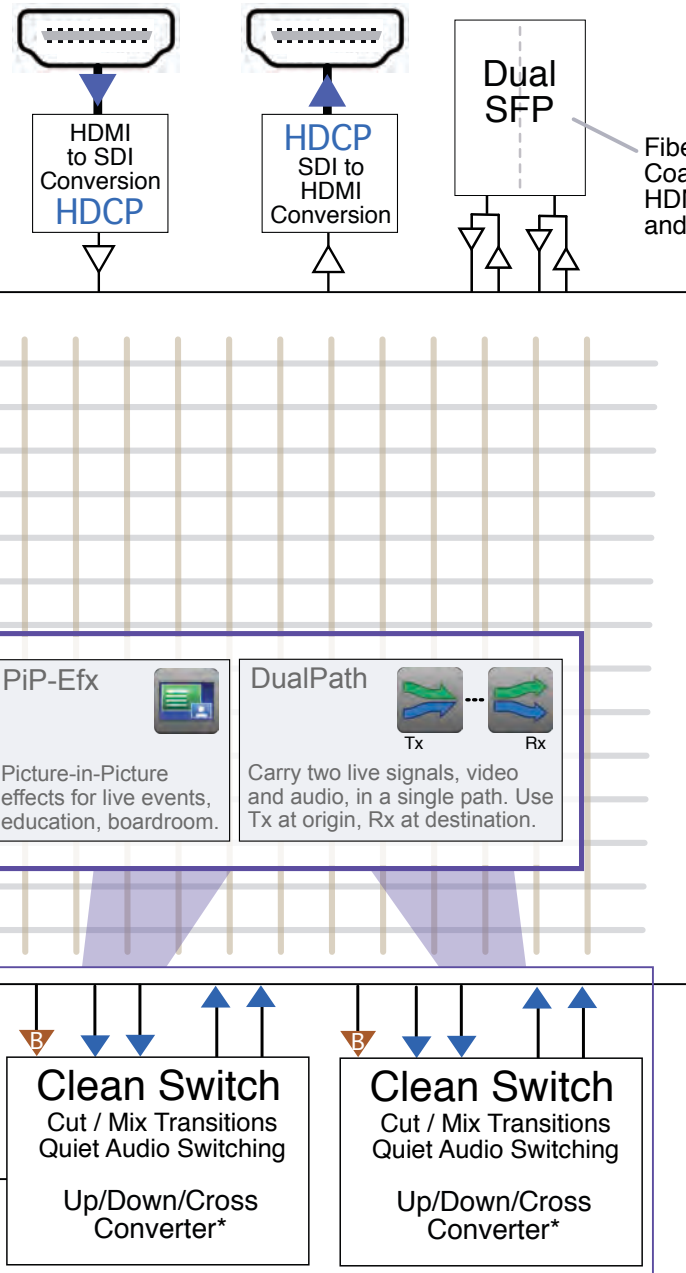 HDMI
to SDI
Conversion
HDCP
HDCP
SDI to
HDMI
Conversion
Dual
SFP
and
PiP-Efx
Picture-in-Picture
effects for live events,
education, boardroom.
DualPath
Tx
Rx
Carry two live signals, video
and audio, in a single path. Use
Tx at origin, Rx at destination.
B
B
Clean Switch
Cut / Mix Transitions
Quiet Audio Switching
Up/Down/Cross
Converter*
Clean Switch
Cut / Mix Transitions
Quiet Audio Switching
Up/Down/Cross
Converter*